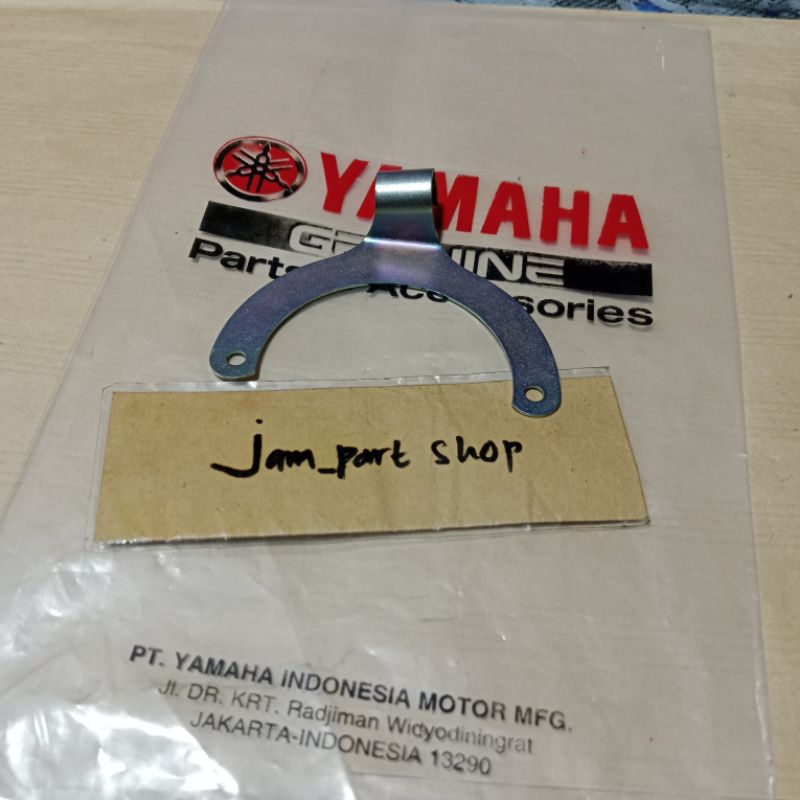 YAMAHA
GENUINE
Parts & Accessories
Jam_part shop
PT. YAMAHA INDONESIA MOTOR MFG.
Jl. DR. KRT. Radjiman Widyodiningrat
JAKARTA-INDONESIA 13290